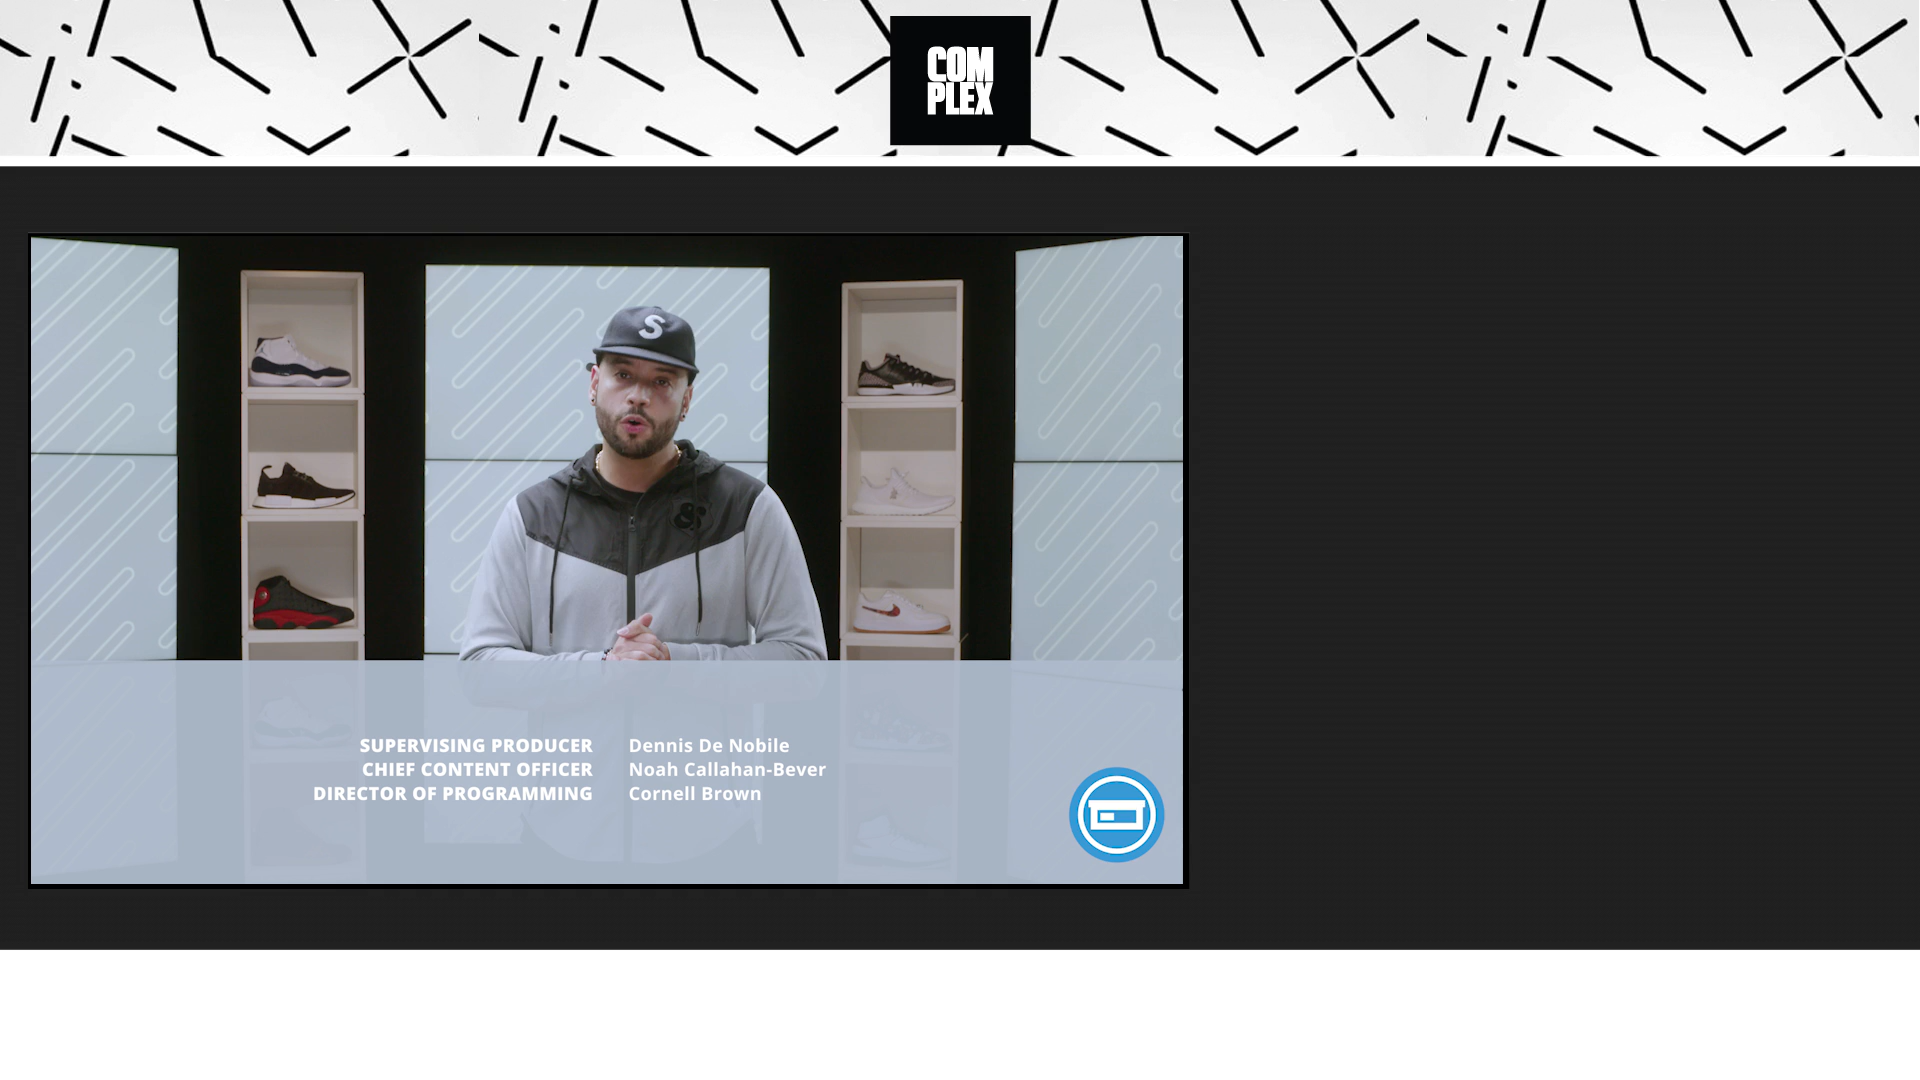 COM
PLEX
S
SUPERVISING PRODUCER Dennis De Nobile
CHIEF CONTENT OFFICER Noah Callahan-Bever
DIRECTOR OF PROGRAMMING Cornell Brown